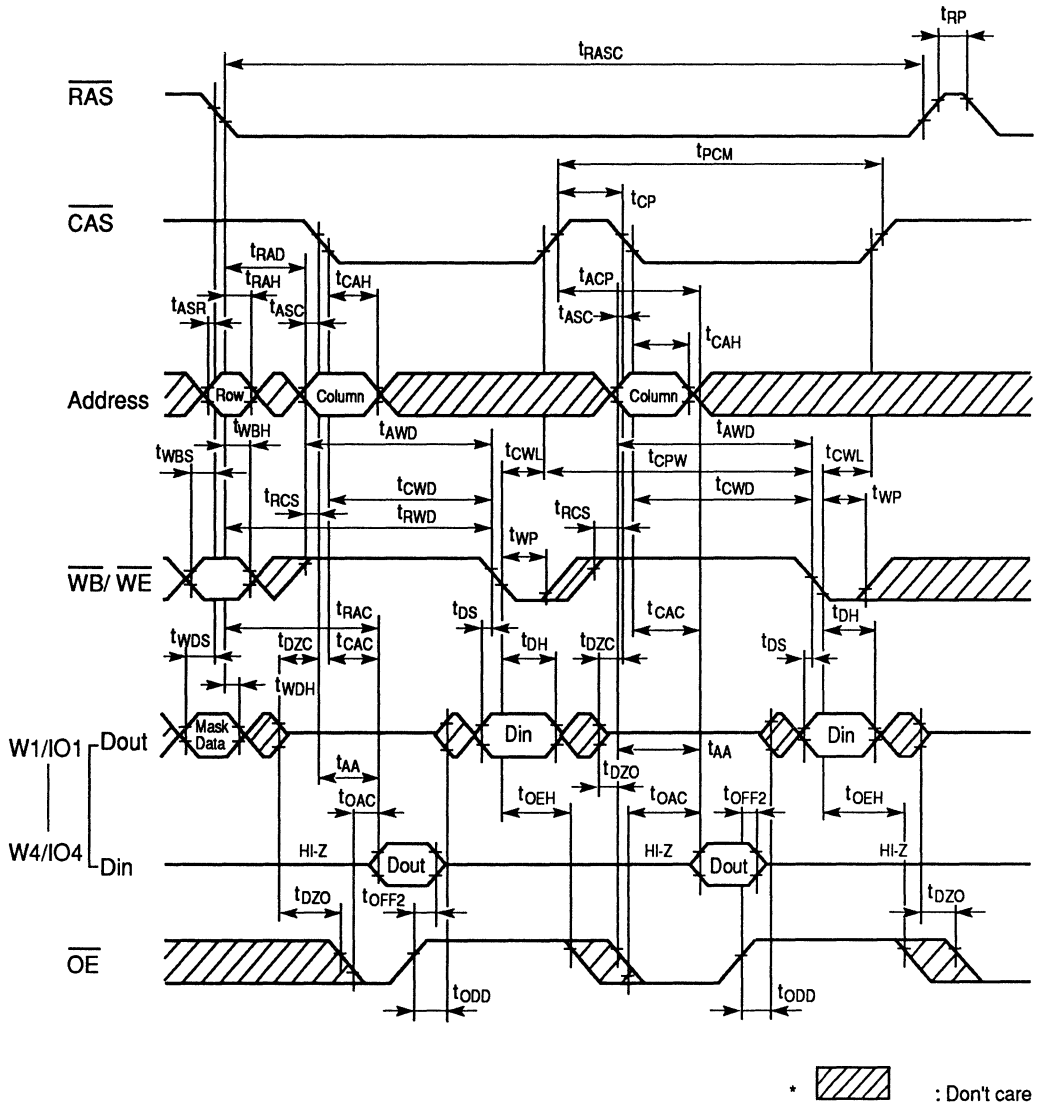 tRP
tRASC
RAS
tPCM
tCP
CAS
tRAD
tRAH
tCAH
tACP
tASR
tASC
tASC
tCAH
Address
Row
Column
Column
tWBH
tAWD
tAWD
tWBS
tCWL
tCPW
tCWL
tCWD
tCWD
tWP
tRCS
tRWD
tRCS
tWP
WB/ WE
tRAC
tDS
tCAC
tDH
tWDS
tDZC
tCAC
tDH
tDZC
tDS
tWDH
W1/IO1
Dout
Mask
Data
Din
Din
tAA
tAA
tDZO
tOAC
tOEH
tOAC
tOFF2
tOEH
W4/IO4
Din
HI-Z
Dout
HI-Z
Dout
HI-Z
tDZO
tOFF2
tDZO
OE
tODD
tODD
* : Don't care